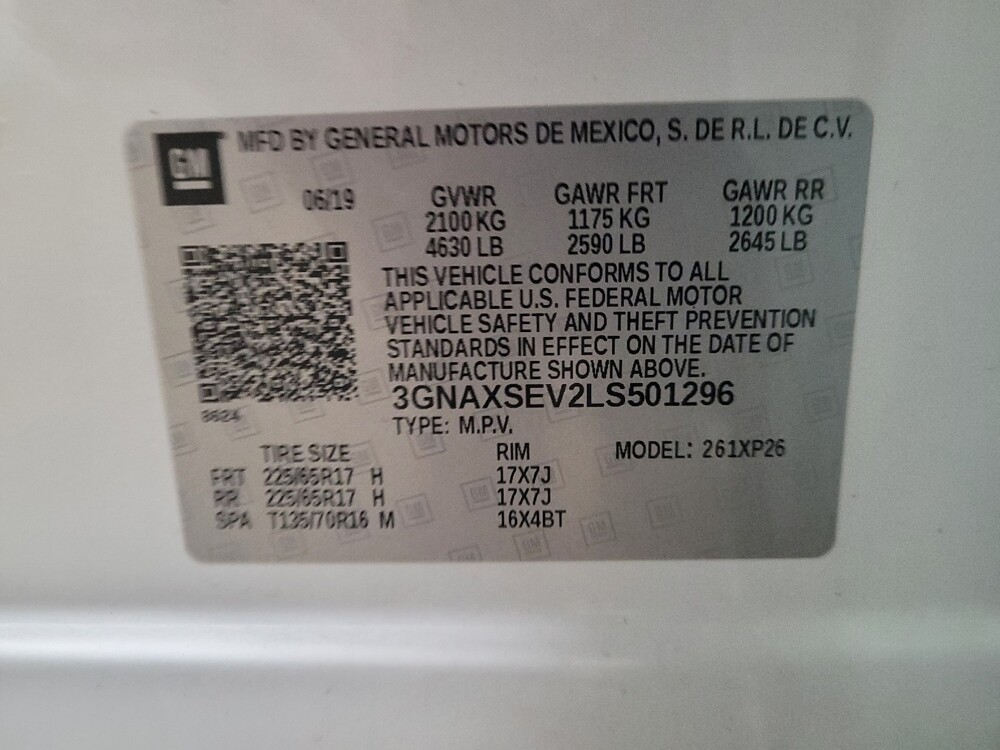 GM MFD BY GENERAL MOTORS DE MEXICO, S. DE R.L. DE C.V.
06/19 GVWR GAWR FRT GAWR RR
2100 KG 1175 KG 1200 KG
4630 LB 2590 LB 2645 LB
THIS VEHICLE CONFORMS TO ALL
APPLICABLE U.S. FEDERAL MOTOR
VEHICLE SAFETY AND THEFT PREVENTION
STANDARDS IN EFFECT ON THE DATE OF
MANUFACTURE SHOWN ABOVE.
3GNAXSEV2LS501296
8624
TYPE: M.P.V.
TIRE SIZE RIM MODEL: 261XP26
FRT 225/65R17 H 17X7J
RR 225/65R17 H 17X7J
SPA T135/70R16 M 16X4BT